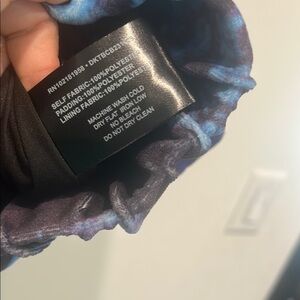 SELF FABRIC:100%POLYESTER
PADDING:100%POLYESTER
LINING FABRIC:100%POLYEST
MACHINE WASH COLD
DRY FLAT IRON LOW
NO BLEACH
DO NOT DRY CLEAN